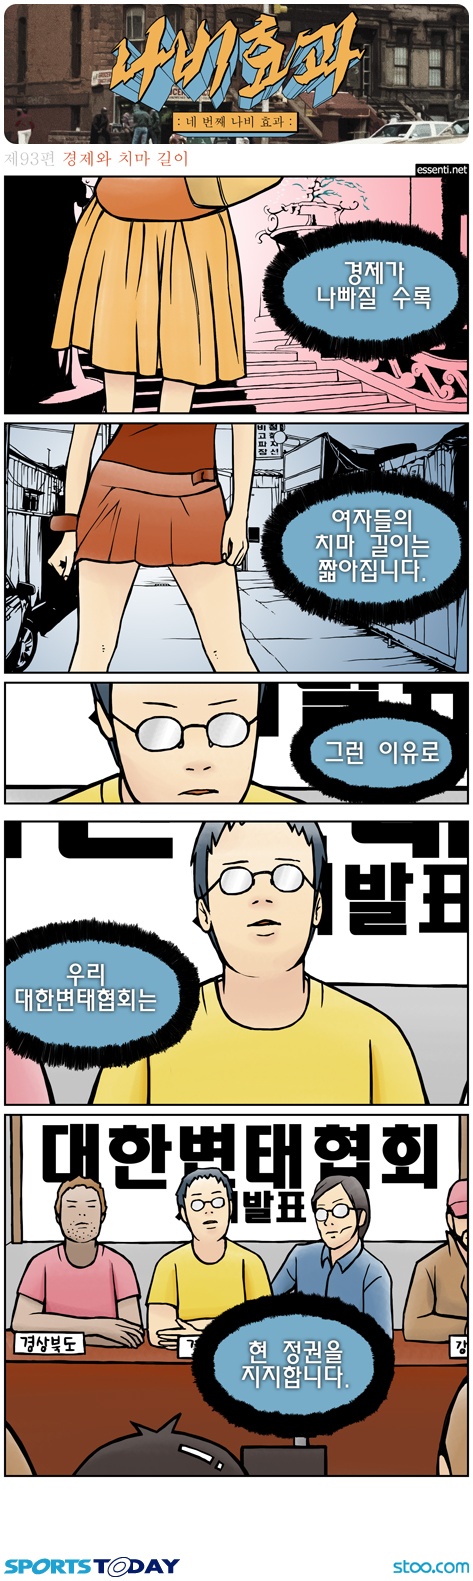 나비효과
: 네 번째 나비 효과 :
제93편 경제와 치마 길이
essenti.net
경제가
나빠질 수록
여자들의
치마 길이는
짧아집니다.
그런 이유로
발표
우리
대한변태협회는
대한변태협회
발표
경상북도
현 정권을
지지합니다.
강
SPORTS TODAY
stoo.com